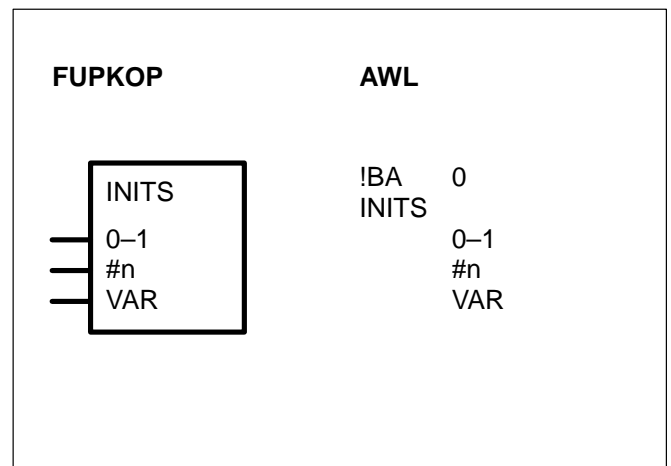 FUPKOP
AWL
INITS
0–1
#n
VAR
!BA 0
INITS
0–1
#n
VAR